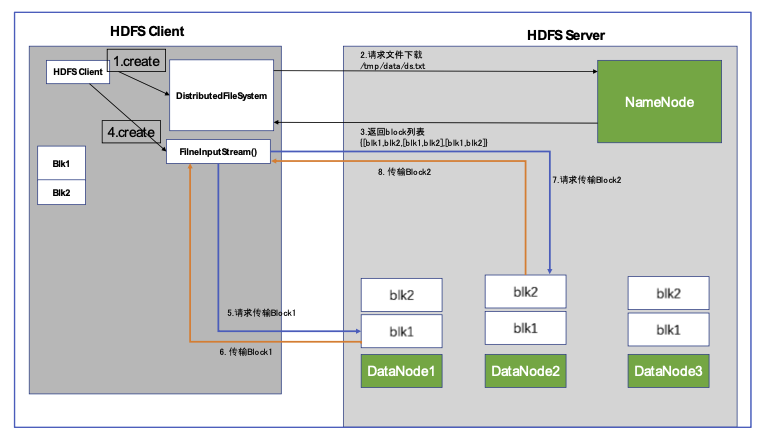 HDFS Client
HDFS Server
1.create
HDFS Client
DistributedFileSystem
2.请求文件下载
/tmp/data/ds.txt
NameNode
4.create
3.返回block列表
{[blk1,blk2,[blk1,blk2],[blk1,blk2]}
FilneInputStream()
8. 传输Block2
7.请求传输Block2
Blk1
Blk2
5.请求传输Block1
6. 传输Block1
blk2
blk1
DataNode1
blk2
blk1
DataNode2
blk2
blk1
DataNode3